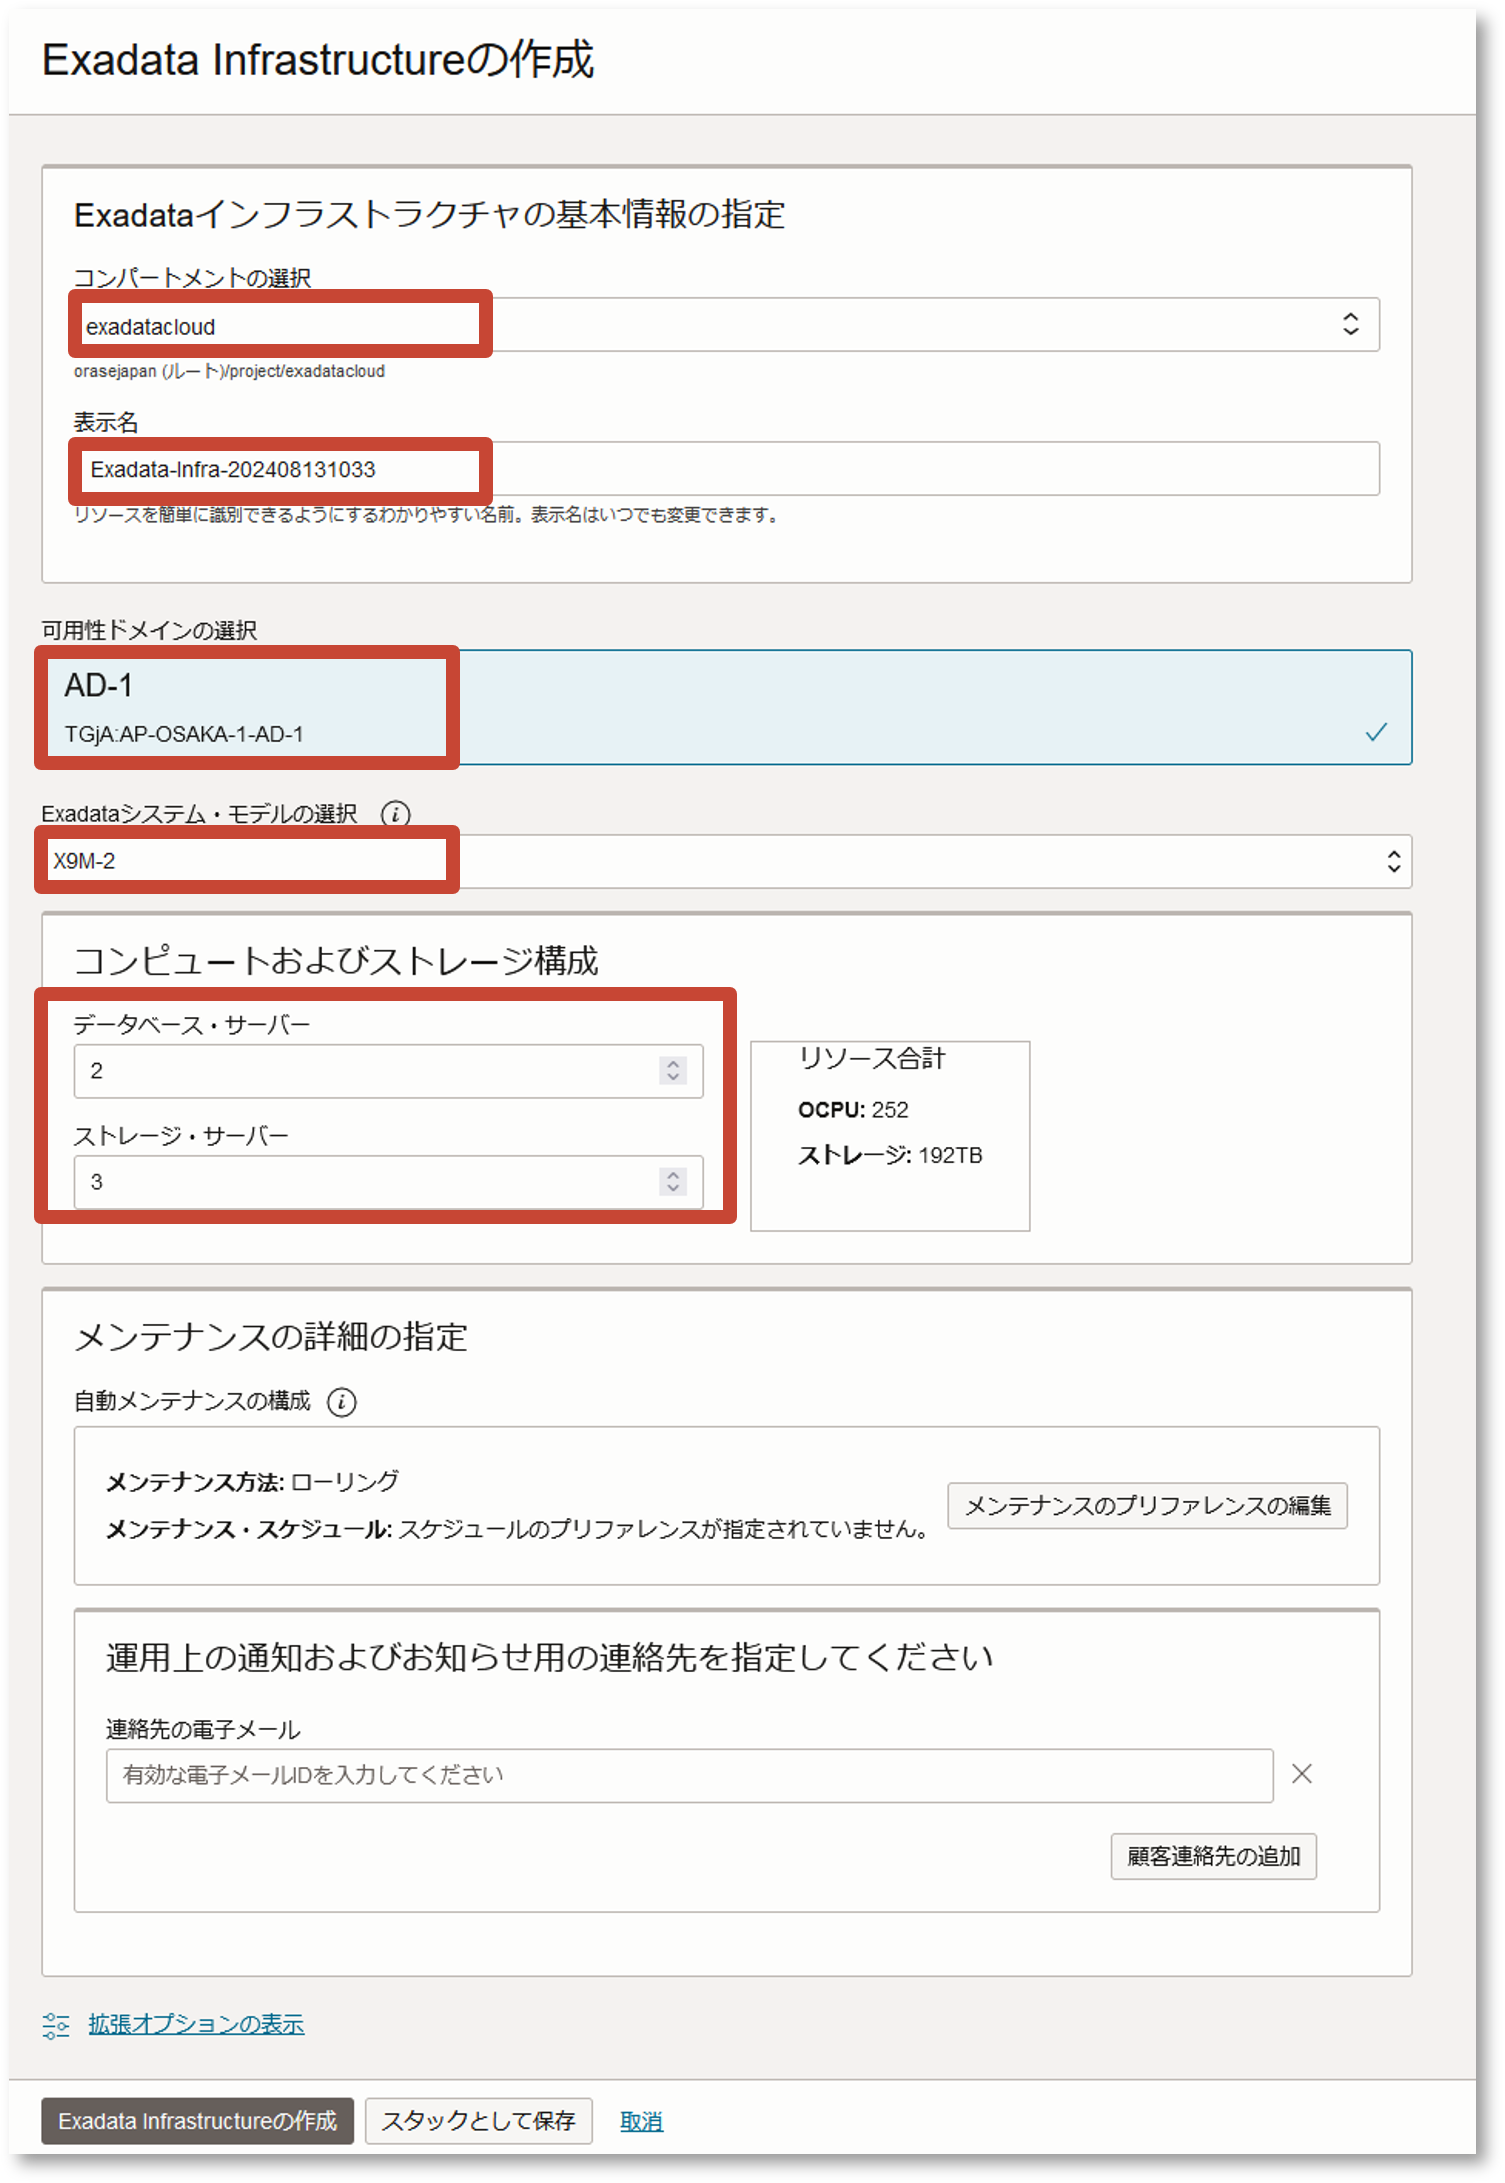 Exadata Infrastructureの作成
Exadataインフラストラクチャの基本情報の指定
コンパートメントの選択
exadatacloud
orasejapan (ルート)/project/exadatacloud
表示名
Exadata-Infra-202408131033
リソースを簡単に識別できるようにするわかりやすい名前。表示名はいつでも変更できます。
可用性ドメインの選択
AD-1
TGjA:AP-OSAKA-1-AD-1
Exadataシステム・モデルの選択 i
X9M-2
コンピュートおよびストレージ構成
データベース・サーバー
2
ストレージ・サーバー
3
リソース合計
OCPU: 252
ストレージ: 192TB
メンテナンスの詳細の指定
自動メンテナンスの構成 i
メンテナンス方法: ローリング
メンテナンス・スケジュール: スケジュールのプリファレンスが指定されていません。
メンテナンスのプリファレンスの編集
運用上の通知およびお知らせ用の連絡先を指定してください
連絡先の電子メール
有効な電子メールIDを入力してください
顧客連絡先の追加
拡張オプションの表示
Exadata Infrastructureの作成 スタックとして保存 取消